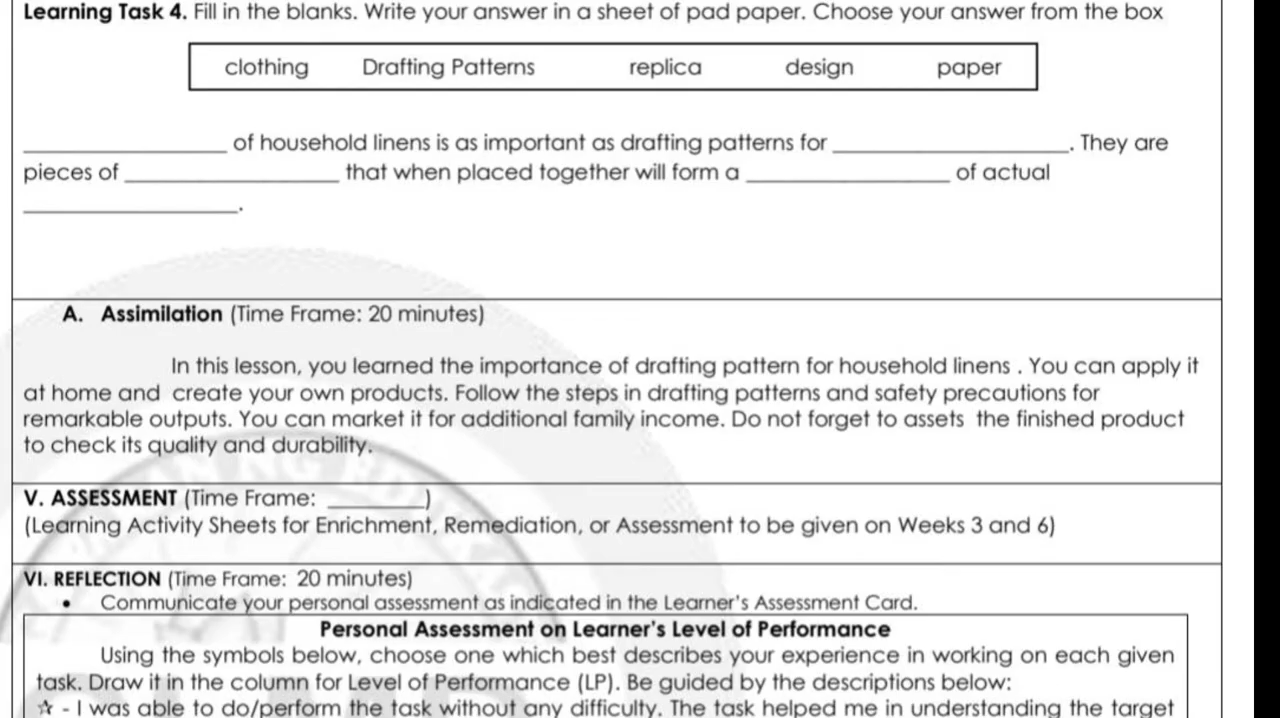 Learning Task 4. Fill in the blanks. Write your answer in a sheet of pad paper. Choose your answer from the box
clothing Drafting Patterns replica design paper
_________________ of household linens is as important as drafting patterns for ____________________. They are
pieces of __________________ that when placed together will form a _________________ of actual
__________________.
A. Assimilation (Time Frame: 20 minutes)
In this lesson, you learned the importance of drafting pattern for household linens . You can apply it
at home and create your own products. Follow the steps in drafting patterns and safety precautions for
remarkable outputs. You can market it for additional family income. Do not forget to assets the finished product
to check its quality and durability.
V. ASSESSMENT (Time Frame: ________)
(Learning Activity Sheets for Enrichment, Remediation, or Assessment to be given on Weeks 3 and 6)
VI. REFLECTION (Time Frame: 20 minutes)
• Communicate your personal assessment as indicated in the Learner's Assessment Card.
Personal Assessment on Learner's Level of Performance
Using the symbols below, choose one which best describes your experience in working on each given
task. Draw it in the column for Level of Performance (LP). Be guided by the descriptions below:
☆ - I was able to do/perform the task without any difficulty. The task helped me in understanding the target